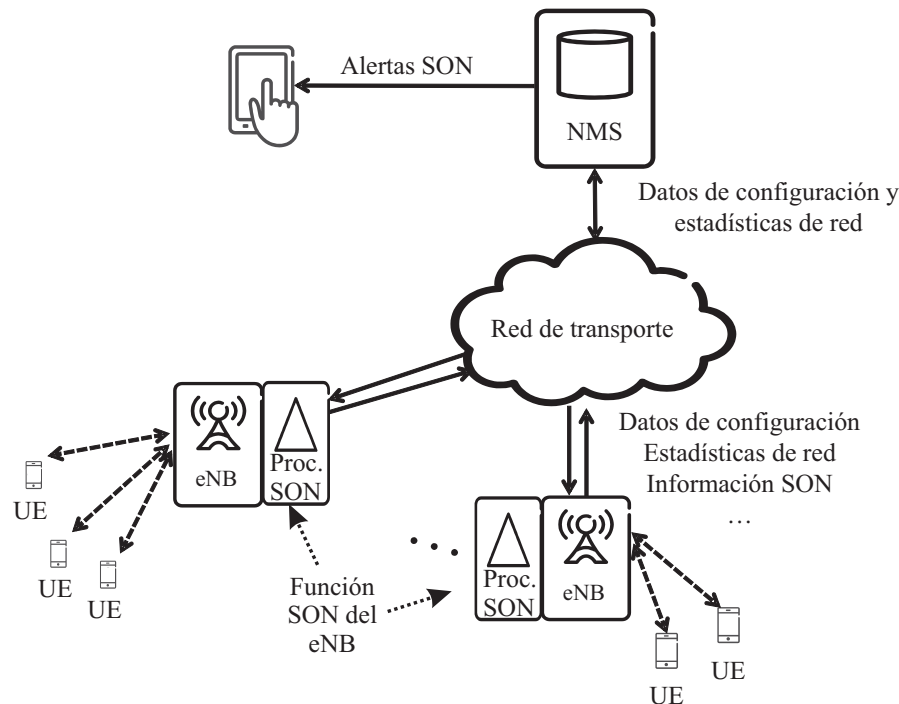 Alertas SON
NMS
Datos de configuración y
estadísticas de red
Red de transporte
eNB
Proc.
SON
UE
UE
UE
Datos de configuración
Estadísticas de red
Información SON
...
Función
SON del
eNB
...
Proc.
SON
eNB
UE
UE